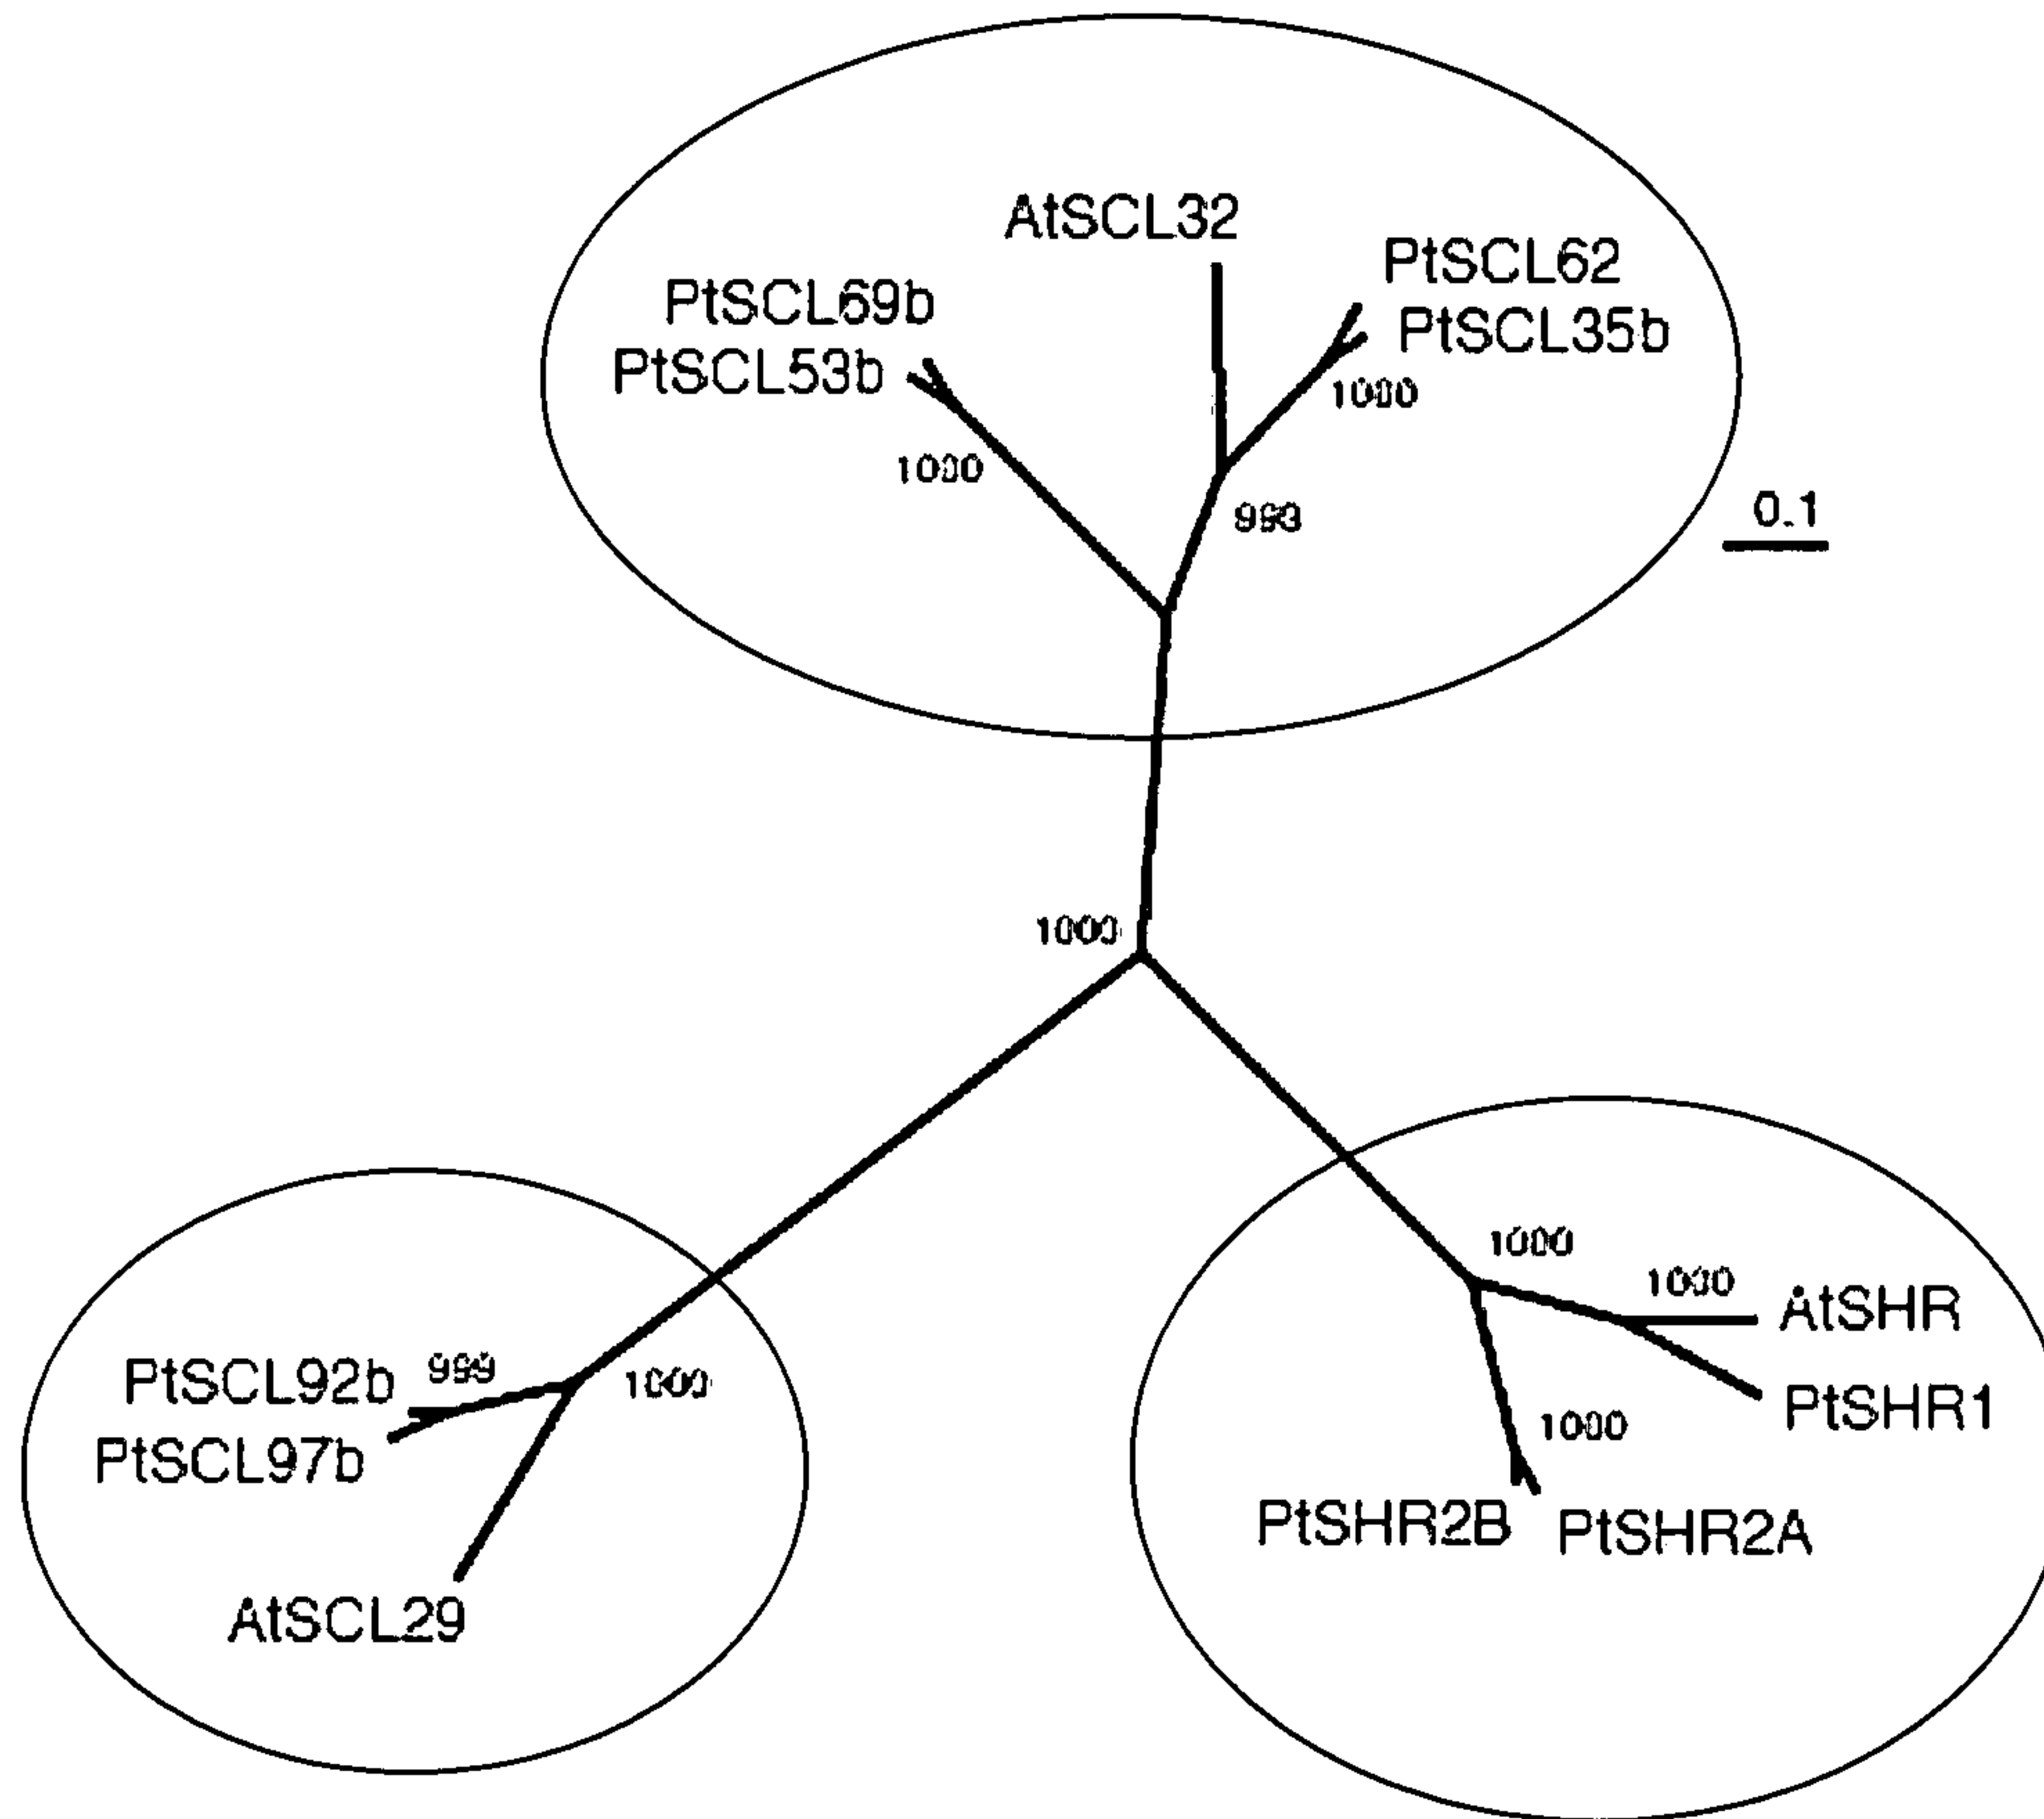 AtSCL32
PtSCL62
PtSCL69b
PtSCL35b
PtSCL53b
1000
1000
0.1
993
1000
1000
1000
AtSHR
PtSCL92b
999
1000
PtSHR1
PtSCL97b
1000
PtSHR2B
PtSHR2A
AtSCL29